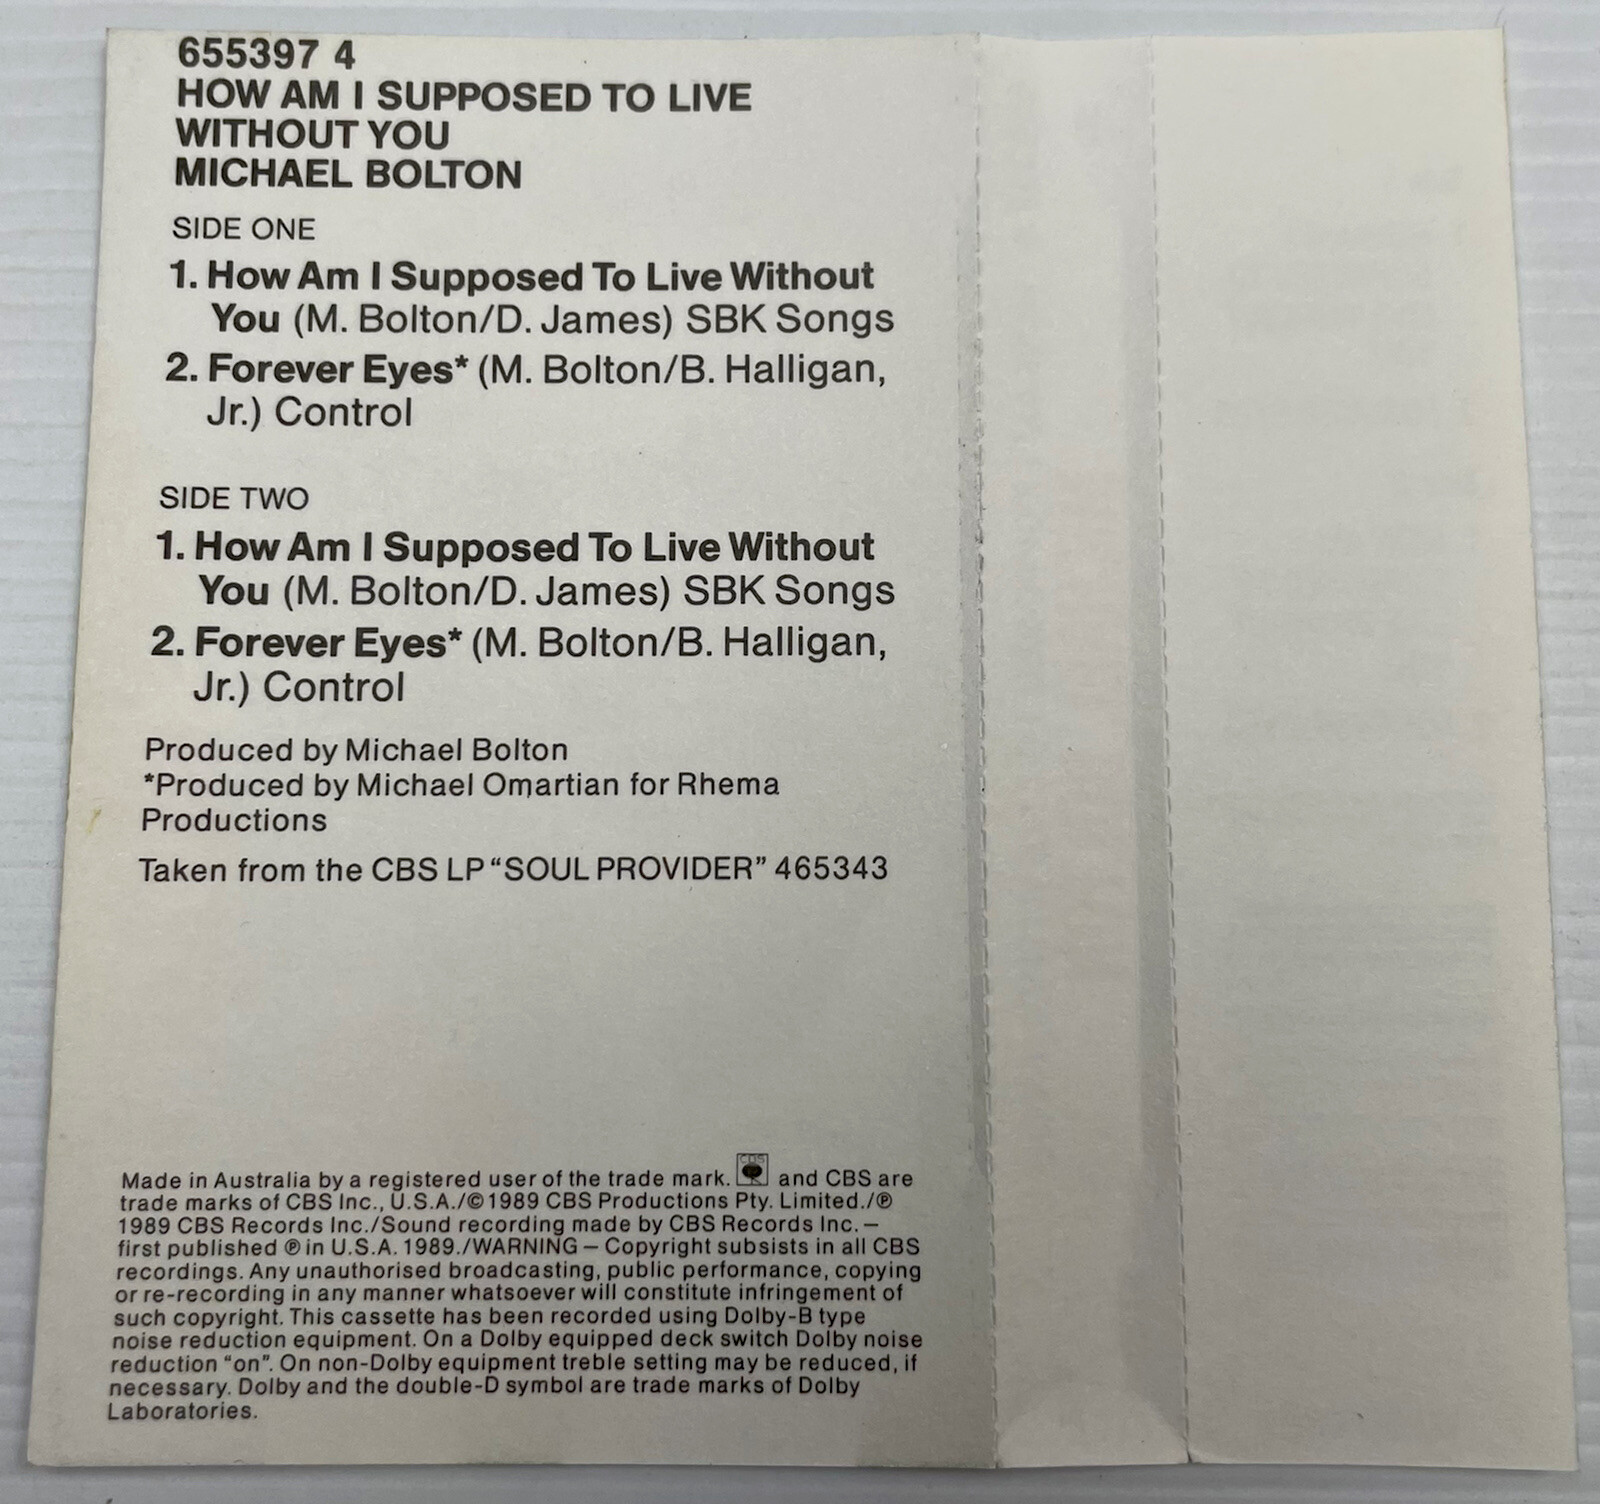 655397 4
HOW AM I SUPPOSED TO LIVE
WITHOUT YOU
MICHAEL BOLTON
SIDE ONE
1. How Am I Supposed To Live Without
You (M. Bolton/D. James) SBK Songs
2. Forever Eyes* (M. Bolton/B. Halligan,
Jr.) Control
SIDE TWO
1. How Am I Supposed To Live Without
You (M. Bolton/D. James) SBK Songs
2. Forever Eyes* (M. Bolton/B. Halligan,
Jr.) Control
Produced by Michael Bolton
*Produced by Michael Omartian for Rhema
Productions
Taken from the CBS LP “SOUL PROVIDER” 465343
Made in Australia by a registered user of the trade mark. CBS and CBS are
trade marks of CBS Inc., U.S.A./© 1989 CBS Productions Pty. Limited./℗
1989 CBS Records Inc./Sound recording made by CBS Records Inc. –
first published ℗ in U.S.A. 1989./WARNING – Copyright subsists in all CBS
recordings. Any unauthorised broadcasting, public performance, copying
or re-recording in any manner whatsoever will constitute infringement of
such copyright. This cassette has been recorded using Dolby-B type
noise reduction equipment. On a Dolby equipped deck switch Dolby noise
reduction “on”. On non-Dolby equipment treble setting may be reduced, if
necessary. Dolby and the double-D symbol are trade marks of Dolby
Laboratories.